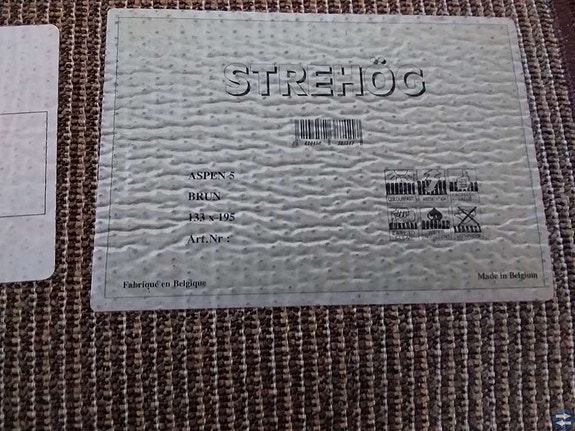 STREHÖG
ASPEN 5
BRUN
133 x 195
Art.Nr :
Fabriqué en Belgique
Made in Belgium